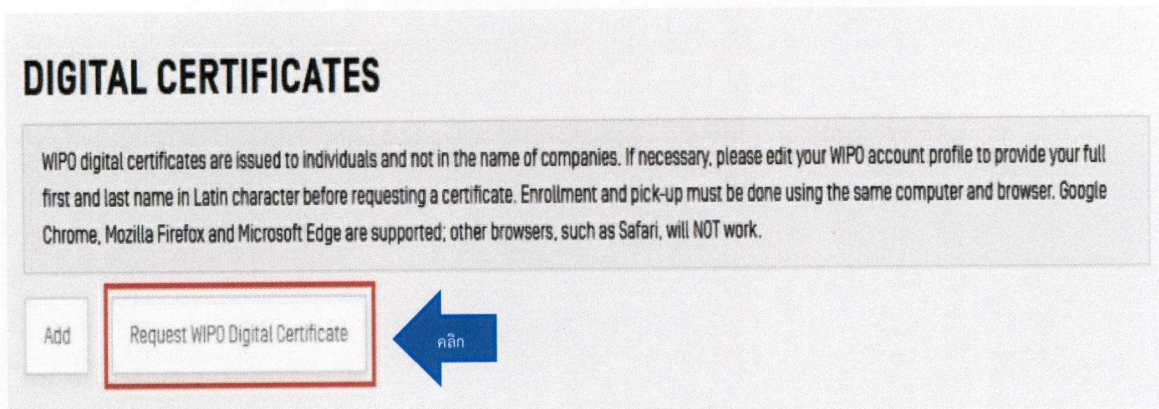 DIGITAL CERTIFICATES
WIPO digital certificates are issued to individuals and not in the name of companies. If necessary, please edit your WIPO account profile to provide your full
first and last name in Latin character before requesting a certificate. Enrollment and pick-up must be done using the same computer and browser. Google
Chrome, Mozilla Firefox and Microsoft Edge are supported; other browsers, such as Safari, will NOT work.
Add
Request WIPO Digital Certificate
คลิก